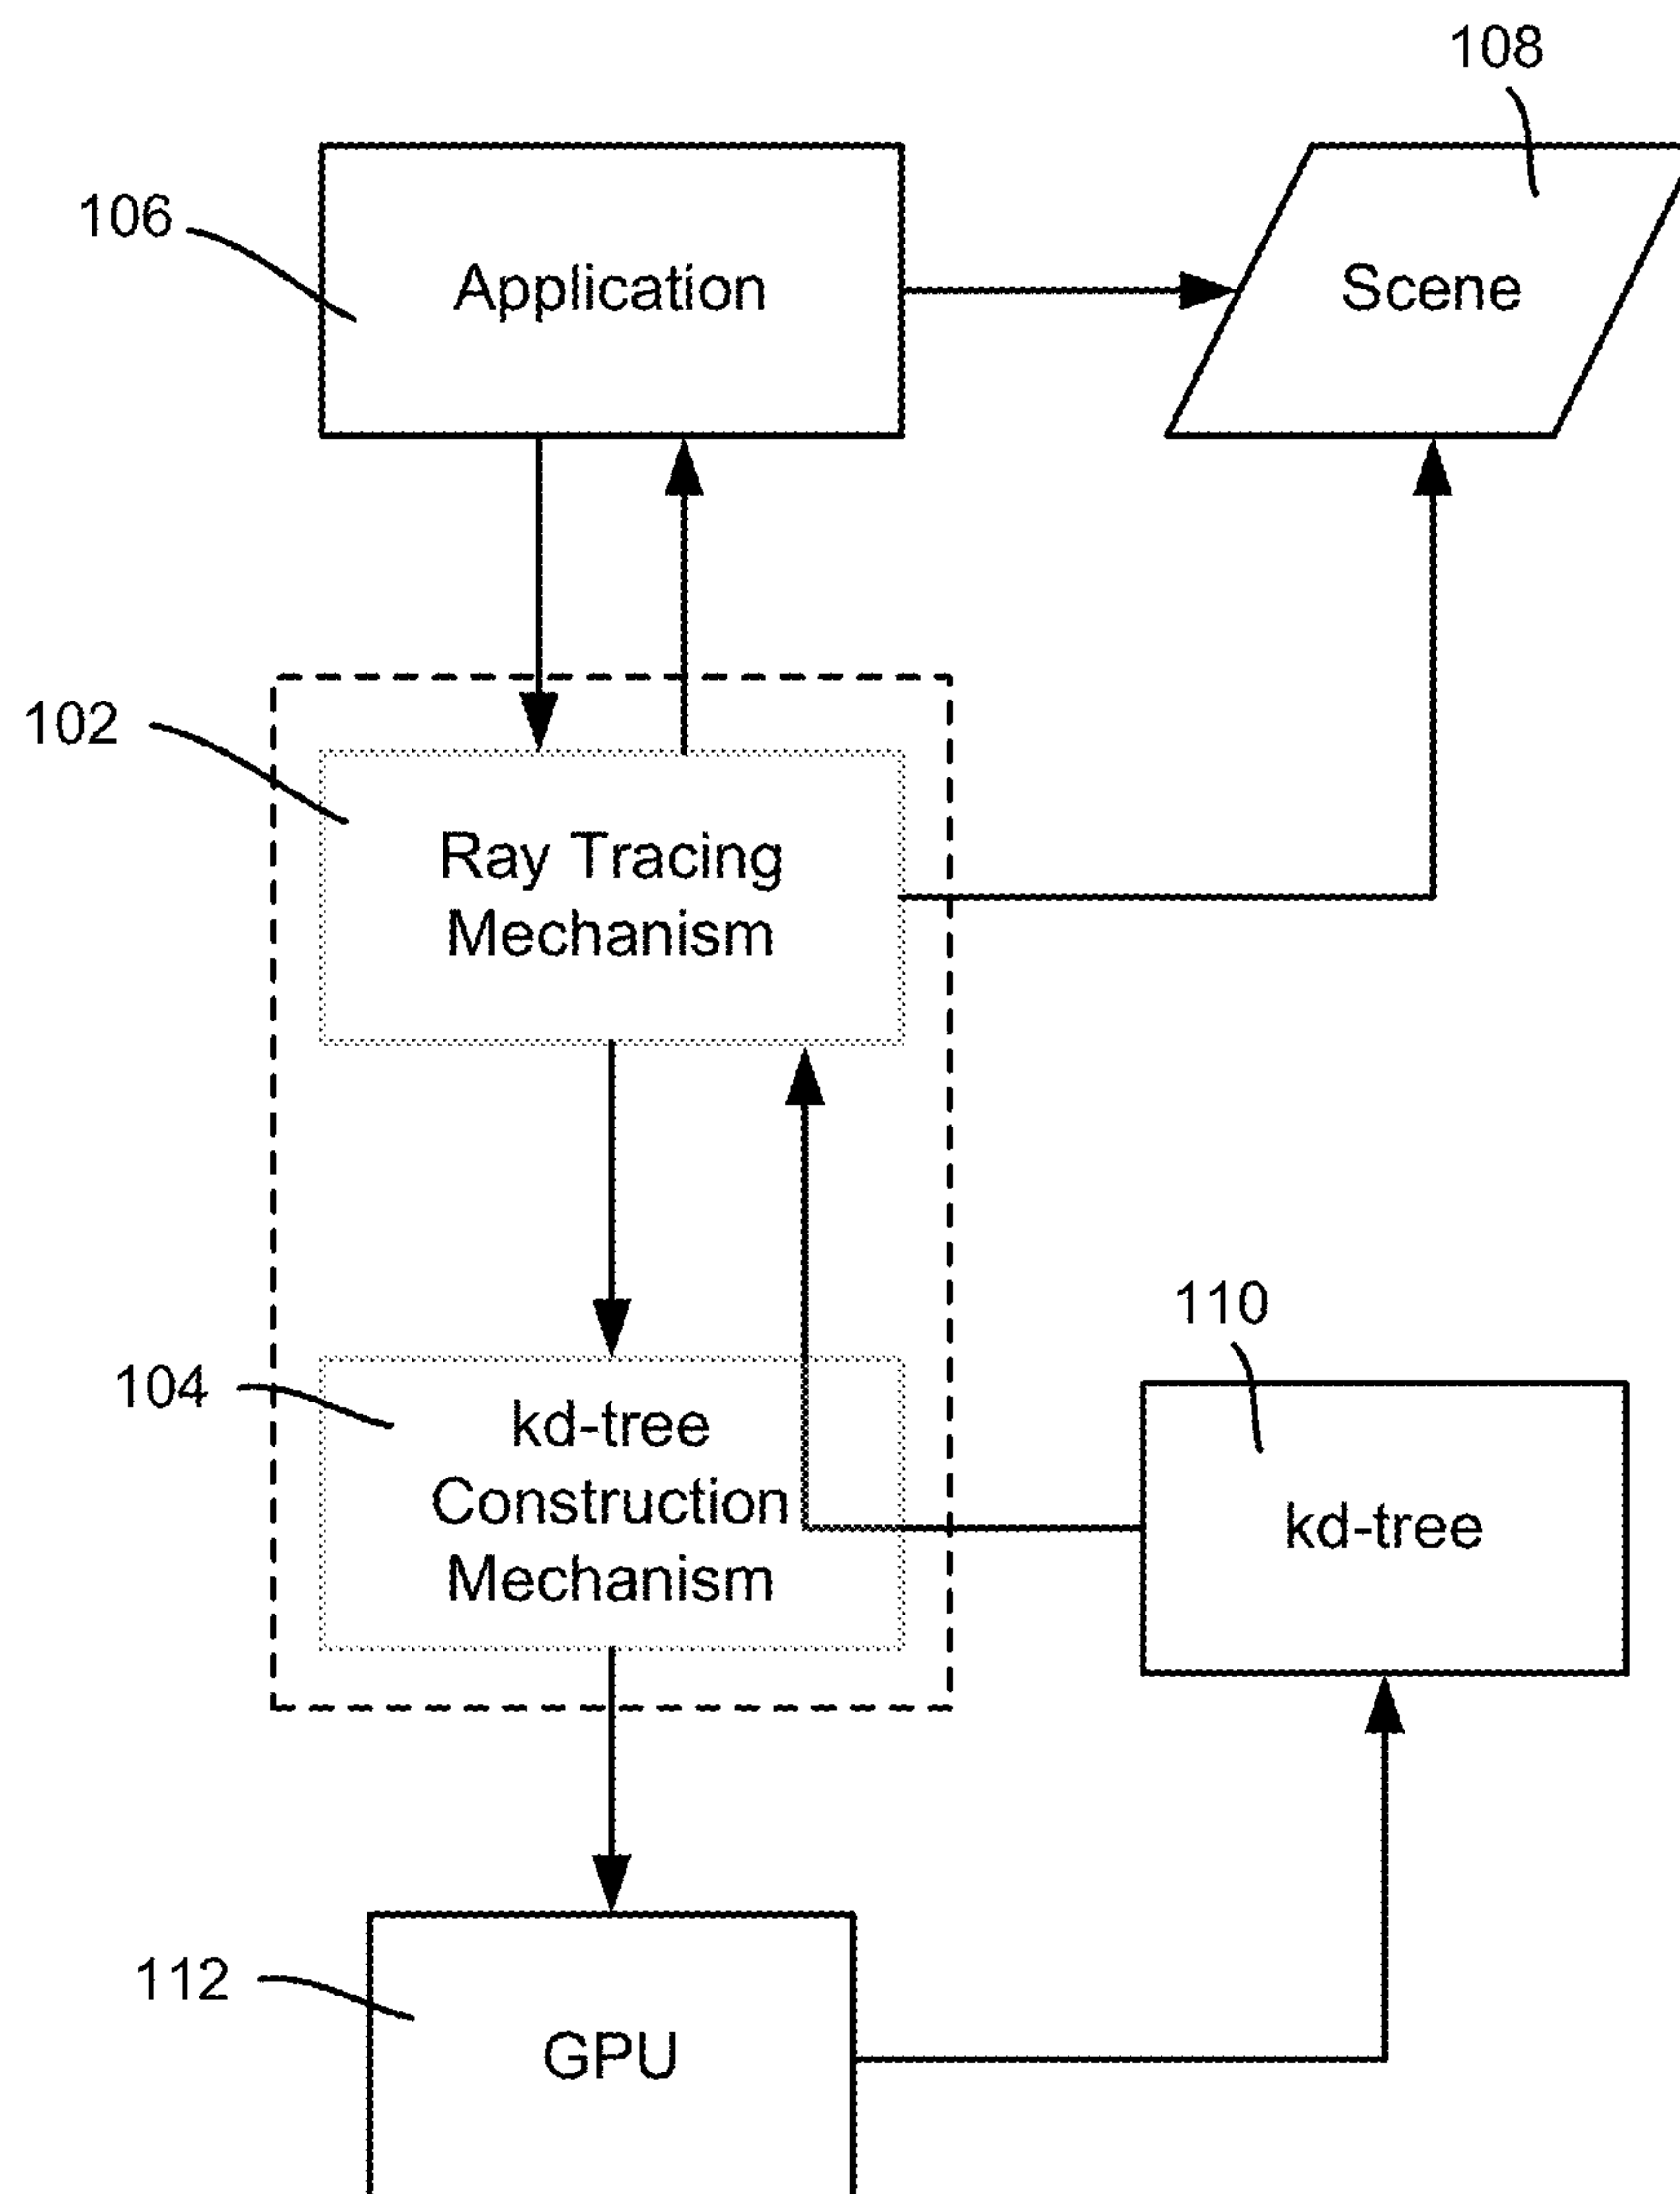 108
106
Application
Scene
102
Ray Tracing
Mechanism
110
104
kd-tree
Construction
Mechanism
kd-tree
112
GPU